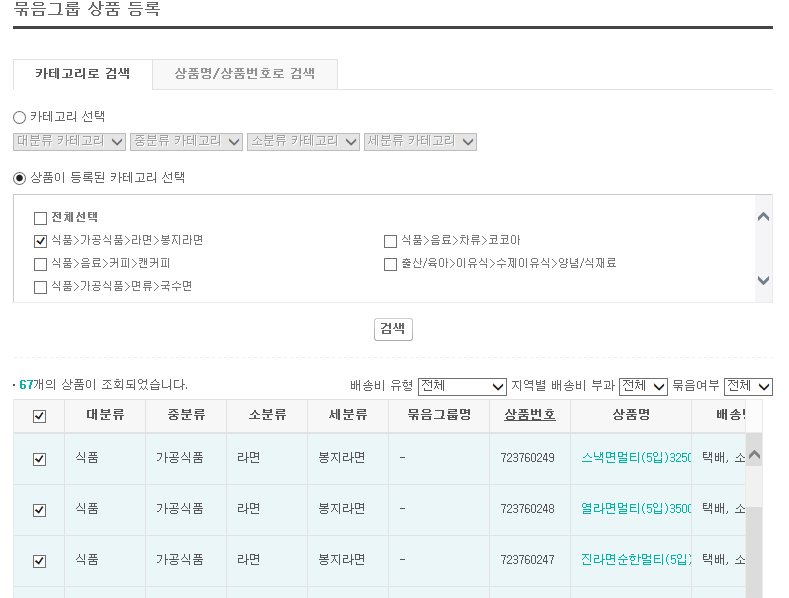 묶음그룹 상품 등록
카테고리로 검색 상품명/상품번호로 검색
카테고리 선택
대분류 카테고리 중분류 카테고리 소분류 카테고리 세분류 카테고리
상품이 등록된 카테고리 선택
전체선택
식품>가공식품>라면>봉지라면 식품>음료>차류>코코아
식품>음료>커피>캔커피 출산/육아>이유식>수제이유식>양념/식재료
식품>가공식품>면류>국수면
검색
· 67개의 상품이 조회되었습니다. 배송비 유형 전체 지역별 배송비 부과 전체 묶음여부 전체
대분류 중분류 소분류 세분류 묶음그룹명 상품번호 상품명 배송
식품 가공식품 라면 봉지라면 - 723760249 스낵면멀티(5입)3250 택배, 소
식품 가공식품 라면 봉지라면 - 723760248 열라면멀티(5입)3500 택배, 소
식품 가공식품 라면 봉지라면 - 723760247 진라면순한멀티(5입) 택배, 소